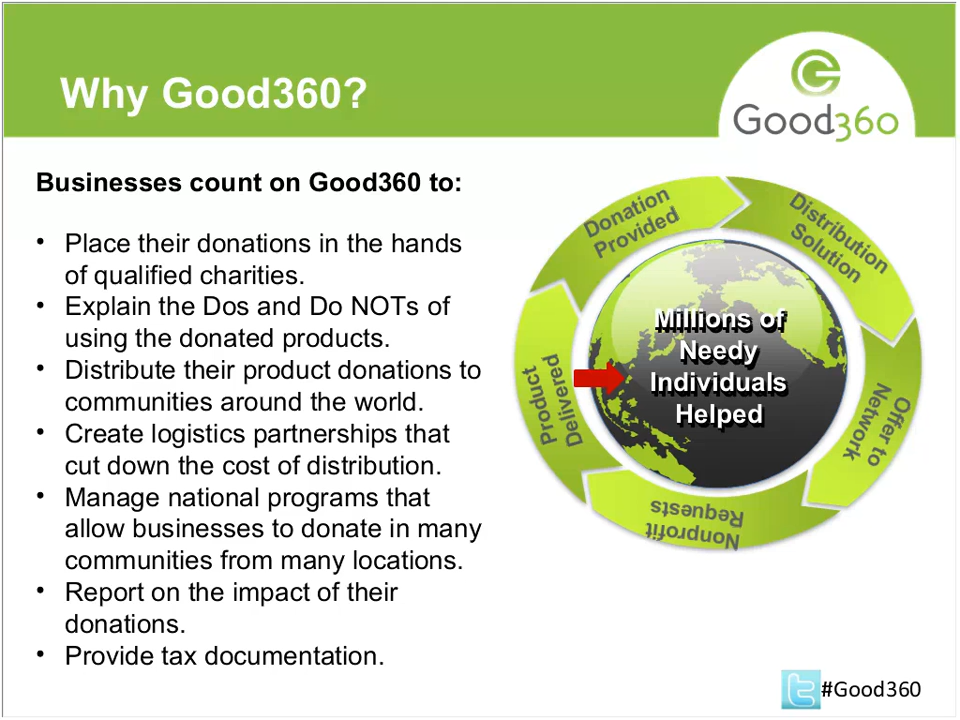 Why Good360?
Good360
Businesses count on Good360 to:
• Place their donations in the hands
of qualified charities.
• Explain the Dos and Do NOTs of
using the donated products.
• Distribute their product donations to
communities around the world.
• Create logistics partnerships that
cut down the cost of distribution.
• Manage national programs that
allow businesses to donate in many
communities from many locations.
• Report on the impact of their
donations.
• Provide tax documentation.
Donation
Provided
Distribution
Solution
Offer to
Network
Nonprofit
Requests
Product
Delivered
Millions of
Needy
Individuals
Helped
#Good360